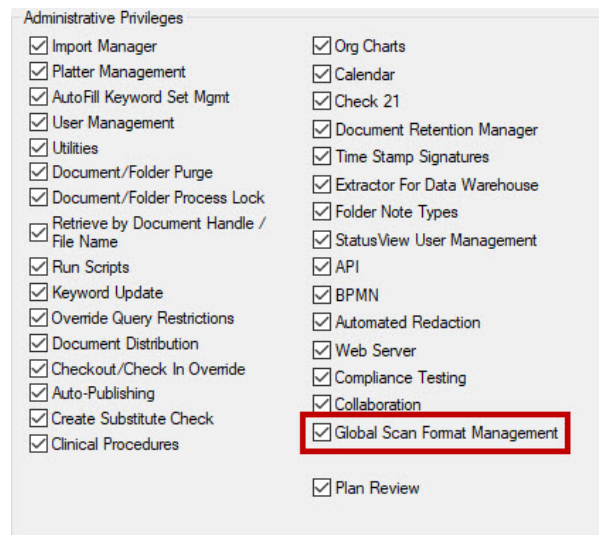 Administrative Privileges
Import Manager
Platter Management
AutoFill Keyword Set Mgmt
User Management
Utilities
Document/Folder Purge
Document/Folder Process Lock
Retrieve by Document Handle /
File Name
Run Scripts
Keyword Update
Override Query Restrictions
Document Distribution
Checkout/Check In Override
Auto-Publishing
Create Substitute Check
Clinical Procedures
Org Charts
Calendar
Check 21
Document Retention Manager
Time Stamp Signatures
Extractor For Data Warehouse
Folder Note Types
StatusView User Management
API
BPMN
Automated Redaction
Web Server
Compliance Testing
Collaboration
Global Scan Format Management
Plan Review